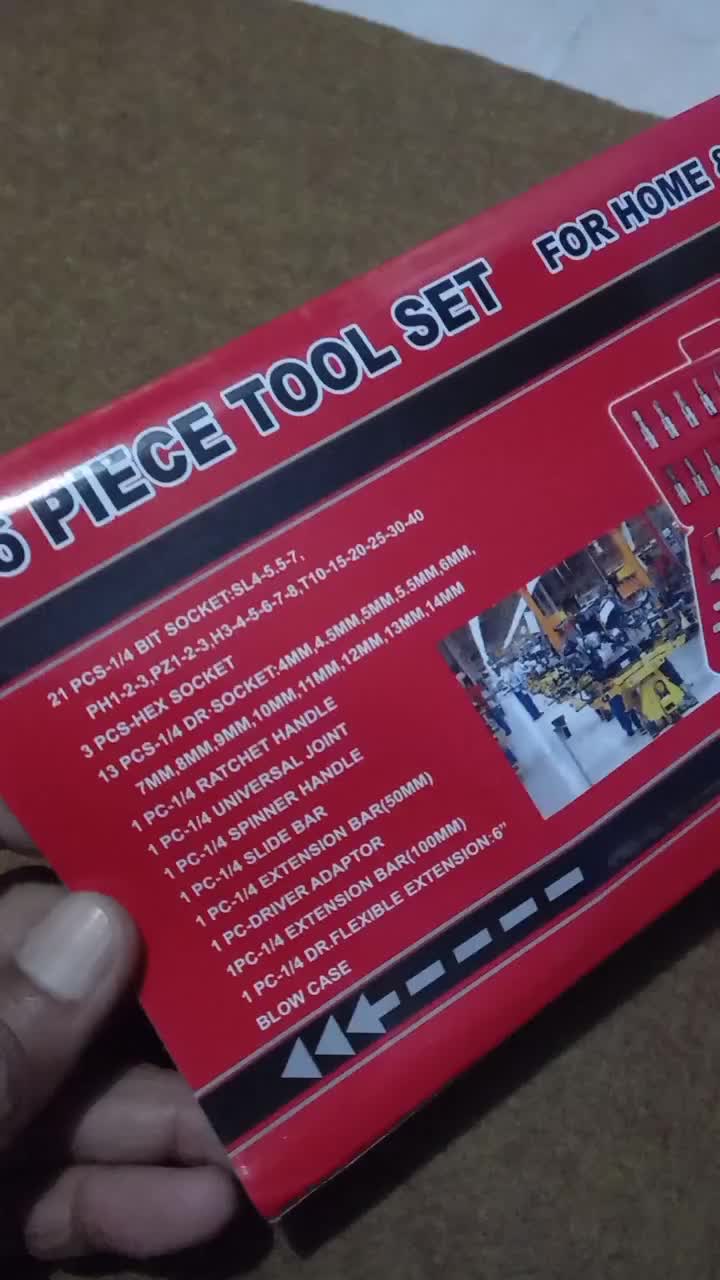 6 PIECE TOOL SET FOR HOME &
21 PCS-1/4 BIT SOCKET:SL4-5.5-7,
PH1-2-3,PZ1-2-3,H3-4-5-6-7-8,T10-15-20-25-30-40
3 PCS-HEX SOCKET
13 PCS-1/4 DR·SOCKET:4MM,4.5MM,5MM,5.5MM,6MM,
7MM,8MM,9MM,10MM,11MM,12MM,13MM,14MM
1 PC-1/4 RATCHET HANDLE
1 PC-1/4 UNIVERSAL JOINT
1 PC-1/4 SPINNER HANDLE
1 PC-1/4 SLIDE BAR
1 PC-1/4 EXTENSION BAR(50MM)
1 PC-DRIVER ADAPTOR
1PC-1/4 EXTENSION BAR(100MM)
1 PC-1/4 DR.FLEXIBLE EXTENSION:6"
BLOW CASE